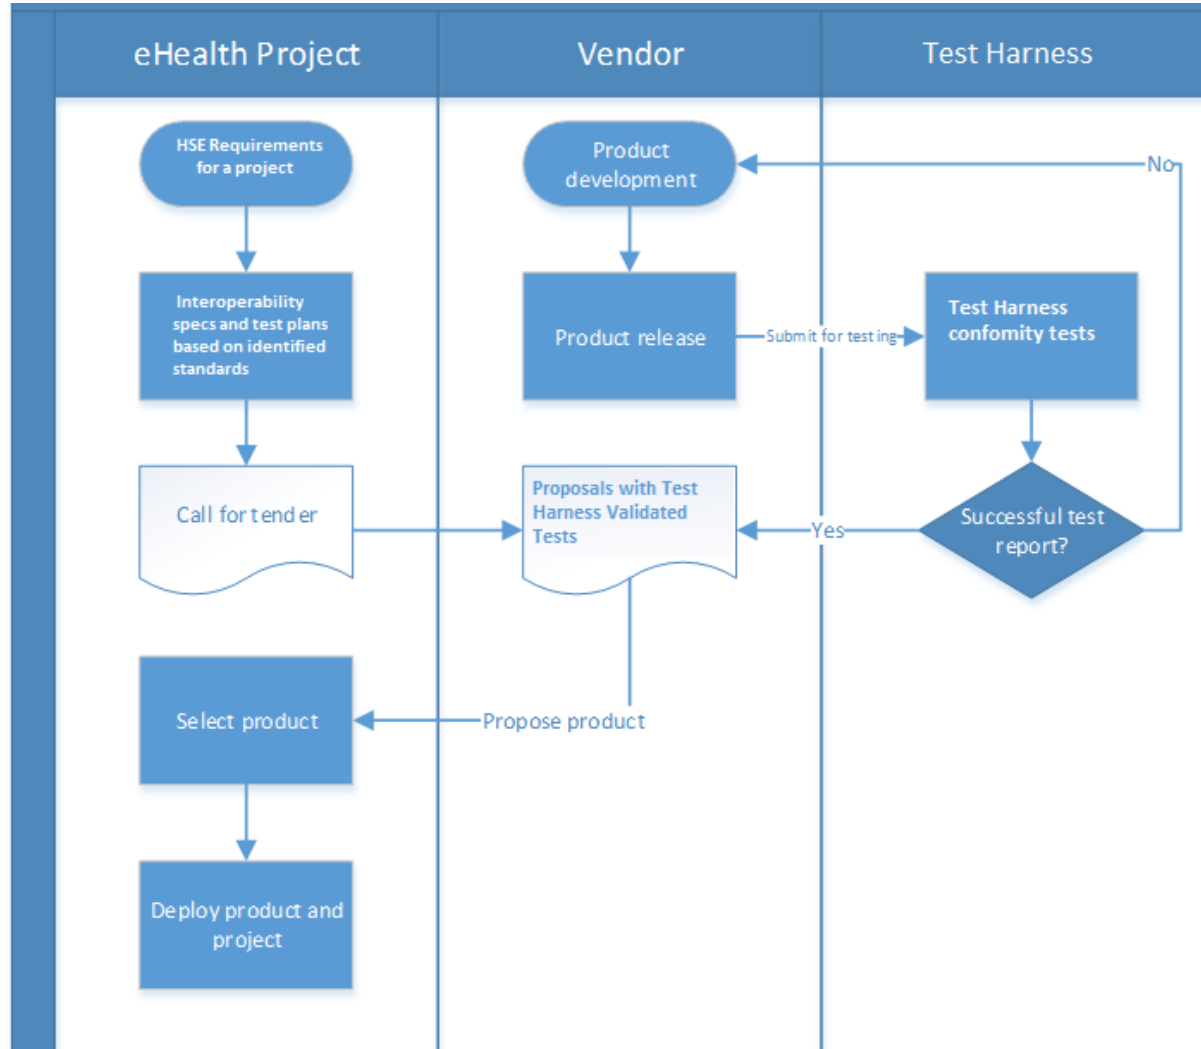 eHealth Project
Vendor
Test Harness
HSE Requirements
for a project
Product
development
No
Interoperability
specs and test plans
based on identified
standards
Product release
Submit for testing
Test Harness
confomity tests
Call for tender
Proposals with Test
Harness Validated
Tests
Yes
Successful test
report?
Select product
Propose product
Deploy product and
project